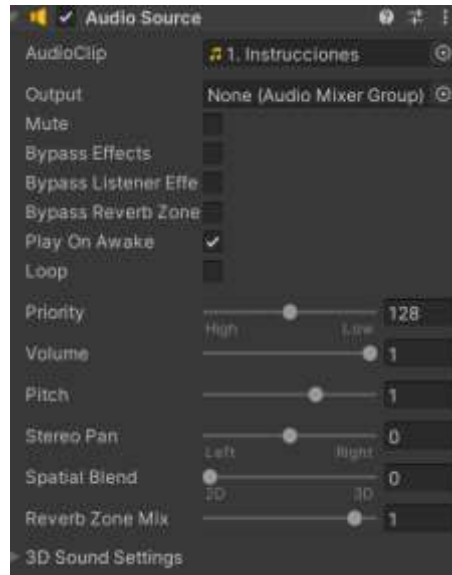 Audio Source
AudioClip 1. Instrucciones
Output None (Audio Mixer Group)
Mute
Bypass Effects
Bypass Listener Effe
Bypass Reverb Zone
Play On Awake
Loop
Priority 128
High Low
Volume 1
Pitch 1
Stereo Pan 0
Left Right
Spatial Blend 0
2D 3D
Reverb Zone Mix 1
3D Sound Settings